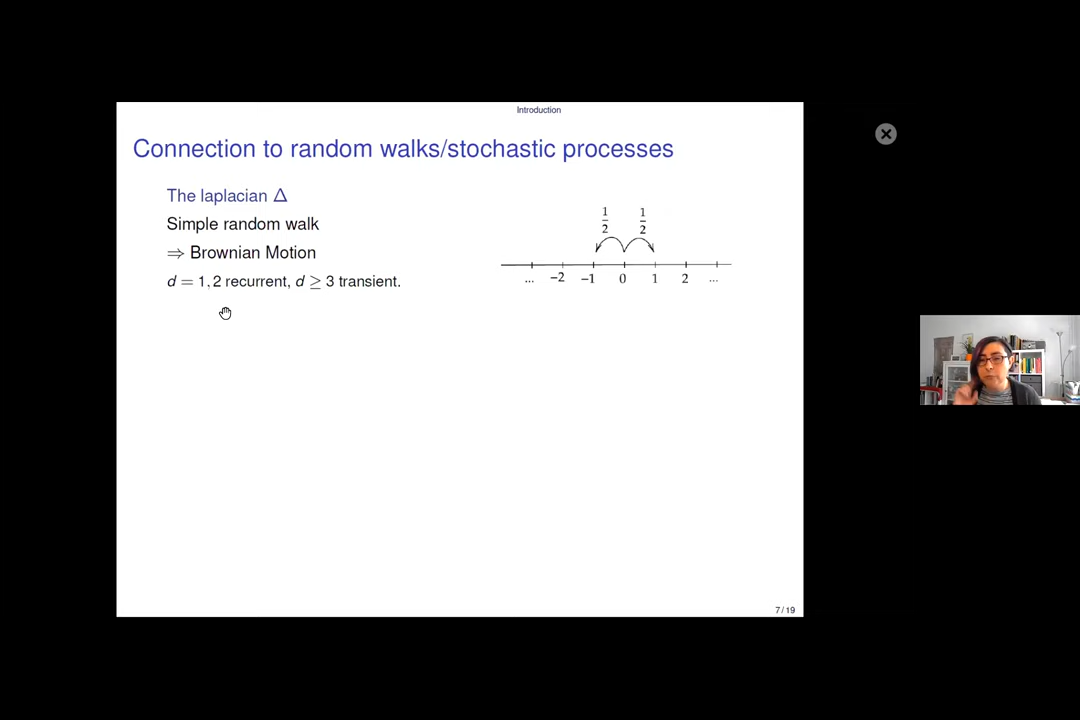 Introduction
Connection to random walks/stochastic processes
The laplacian Δ
Simple random walk
⇒ Brownian Motion
d = 1, 2 recurrent, d ≥ 3 transient.
1/2 1/2
... −2 −1 0 1 2 ...
7 / 19